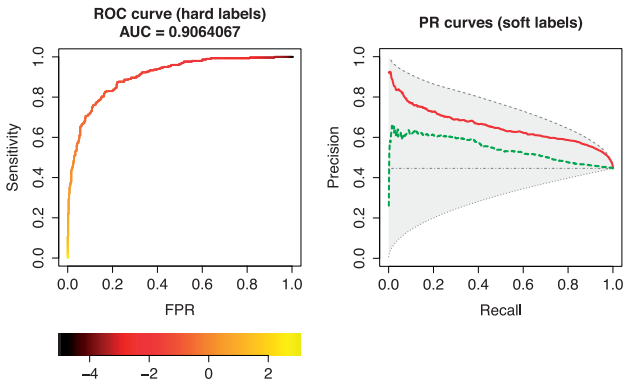 ROC curve (hard labels)
AUC = 0.9064067
Sensitivity
0.0 0.2 0.4 0.6 0.8 1.0
0.0 0.2 0.4 0.6 0.8 1.0
FPR
−4 −2 0 2
PR curves (soft labels)
Precision
0.0 0.2 0.4 0.6 0.8 1.0
0.0 0.2 0.4 0.6 0.8 1.0
Recall